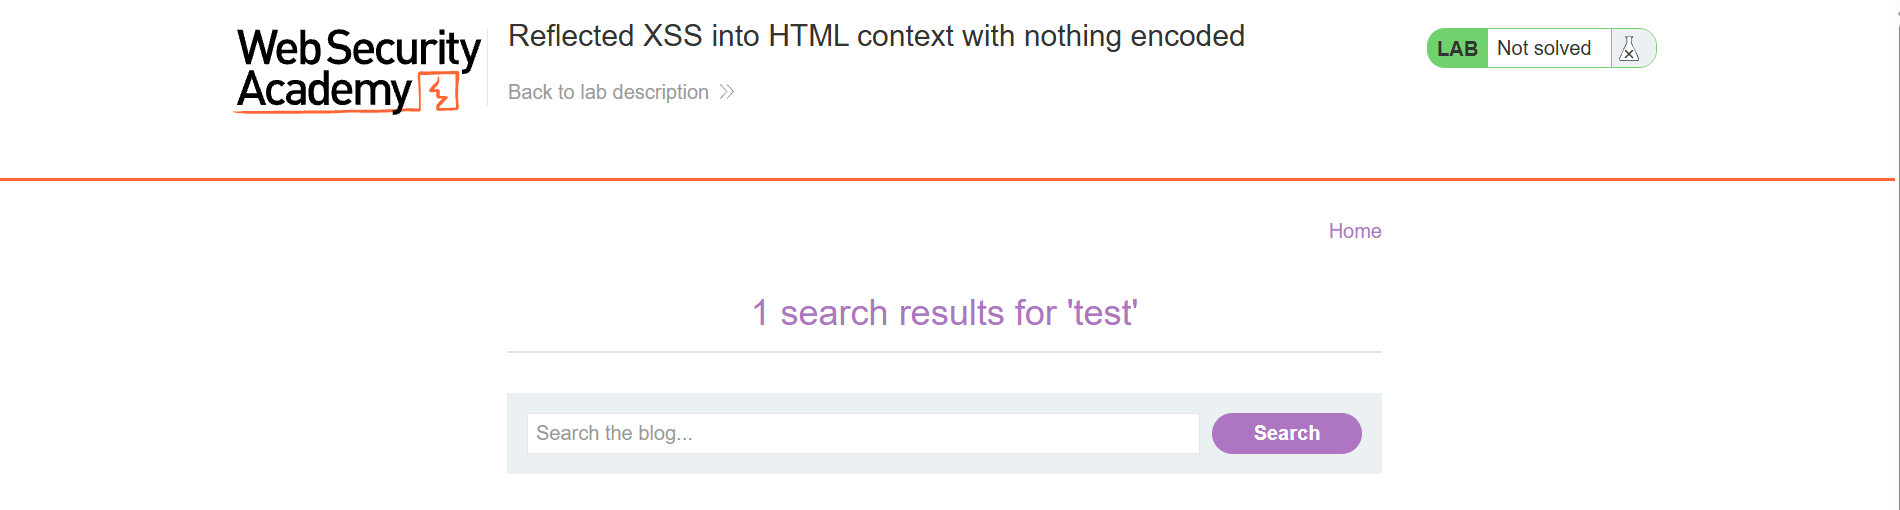 Web Security
Academy
Reflected XSS into HTML context with nothing encoded
Back to lab description
LAB Not solved
Home
1 search results for 'test'
Search the blog...
Search